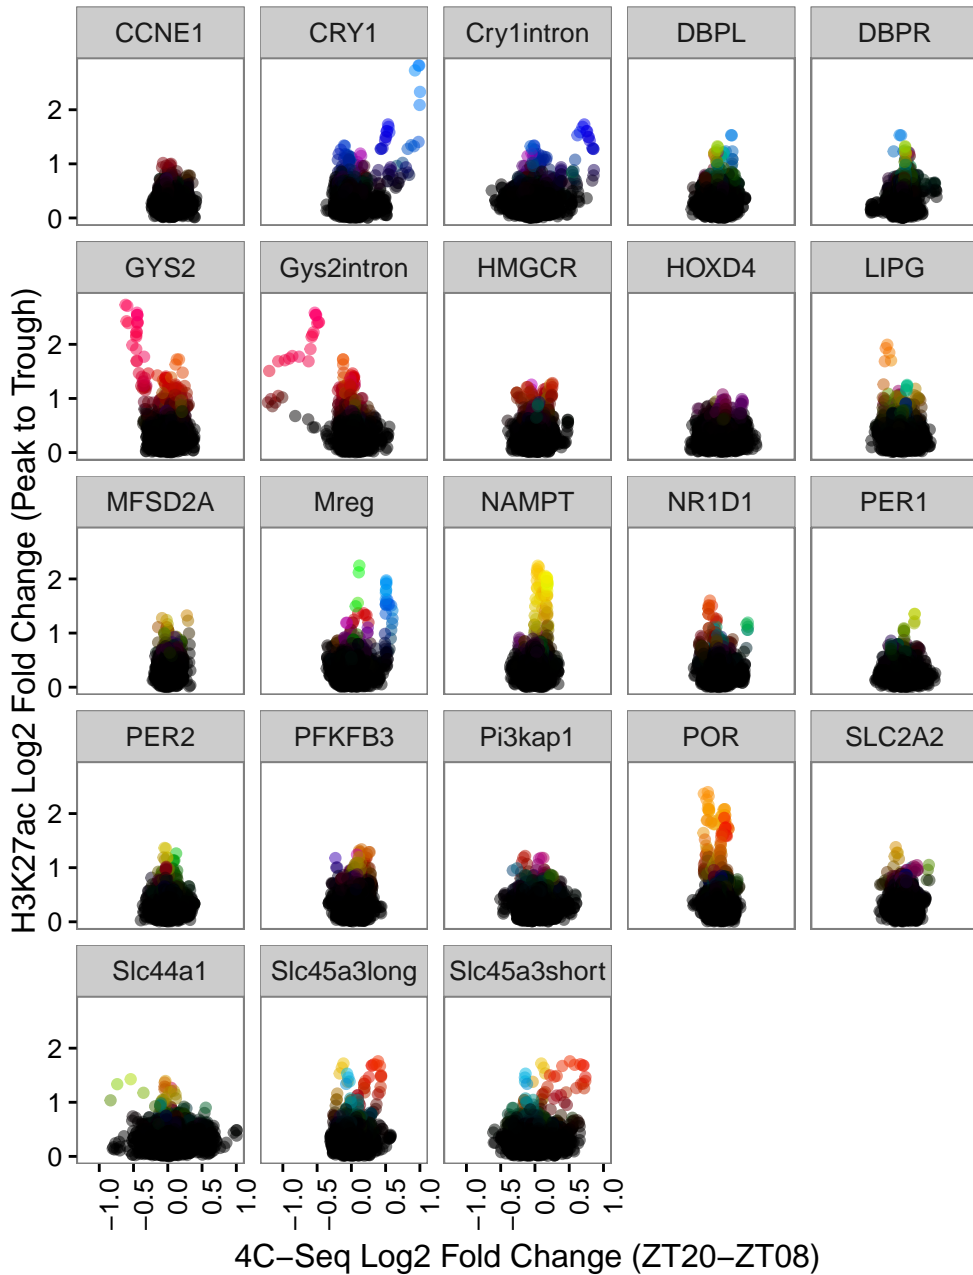 CCNE1 CRY1 Cry1intron DBPL DBPR
2
1
0
GYS2 Gys2intron HMGCR HOXD4 LIPG
2
1
0
MFSD2A Mreg NAMPT NR1D1 PER1
2
1
0
PER2 PFKFB3 Pi3kap1 POR SLC2A2
2
1
0
Slc44a1 Slc45a3long Slc45a3short
2
1
0
−1.0 −0.5 0.0 0.5 1.0 −1.0 −0.5 0.0 0.5 1.0 −1.0 −0.5 0.0 0.5 1.0
4C−Seq Log2 Fold Change (ZT20−ZT08)
H3K27ac Log2 Fold Change (Peak to Trough)